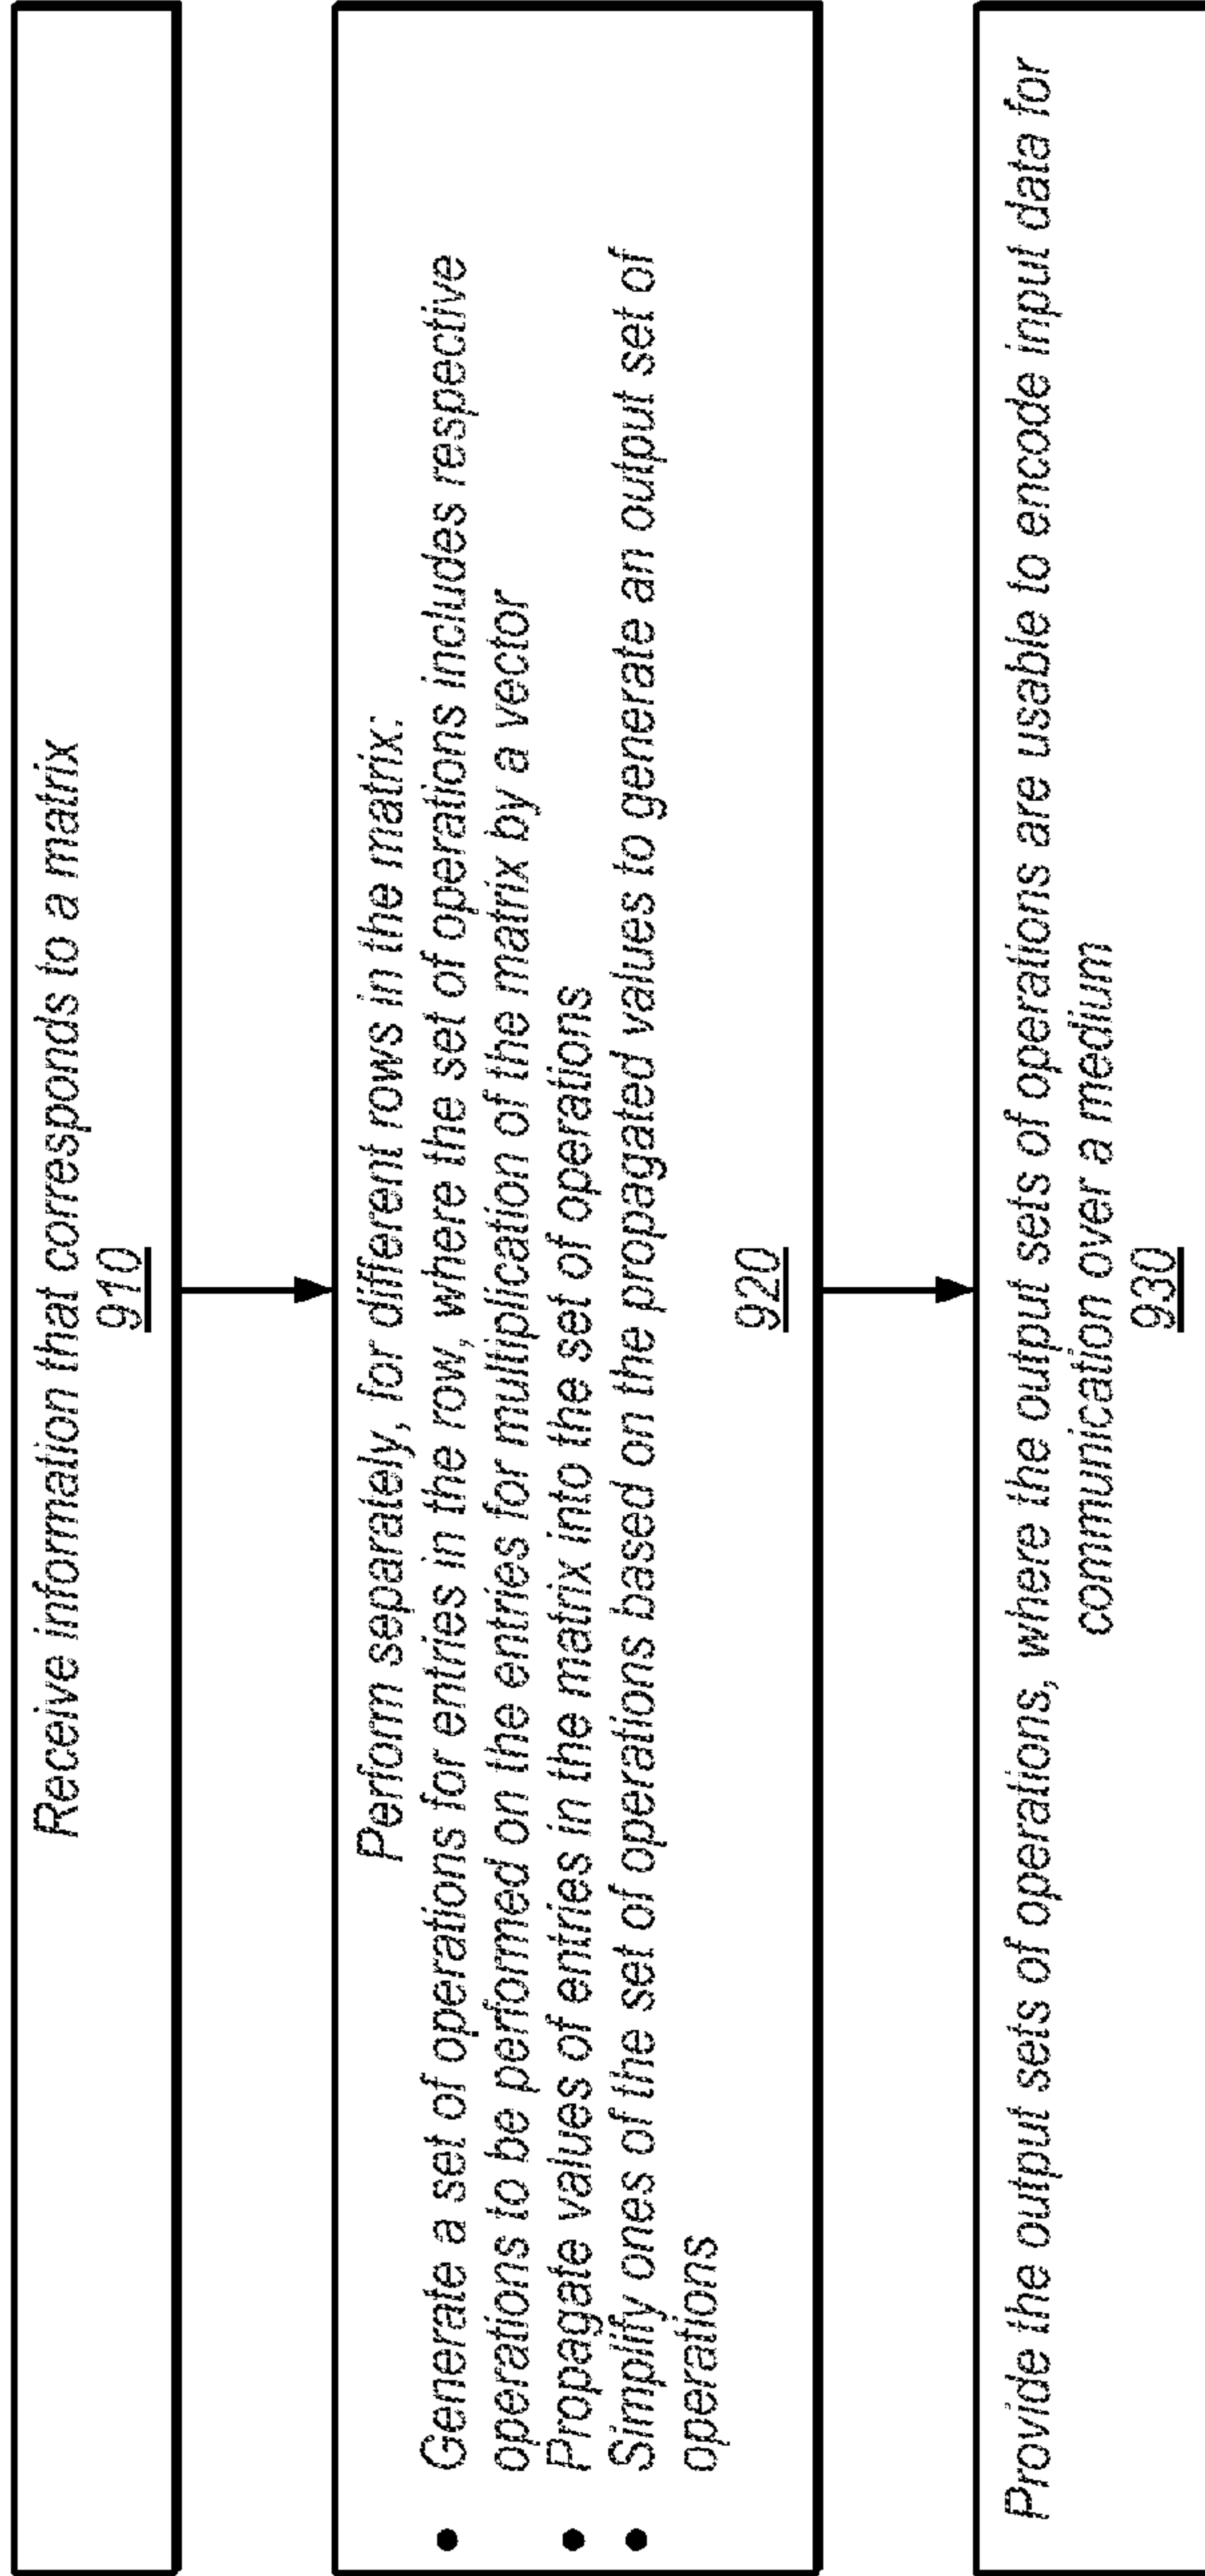 Receive information that corresponds to a matrix
910
Perform separately, for different rows in the matrix:
• Generate a set of operations for entries in the row, where the set of operations includes respective
operations to be performed on the entries for multiplication of the matrix by a vector
• Propagate values of entries in the matrix into the set of operations
• Simplify ones of the set of operations based on the propagated values to generate an output set of
operations
920
Provide the output sets of operations, where the output sets of operations are usable to encode input data for
communication over a medium
930